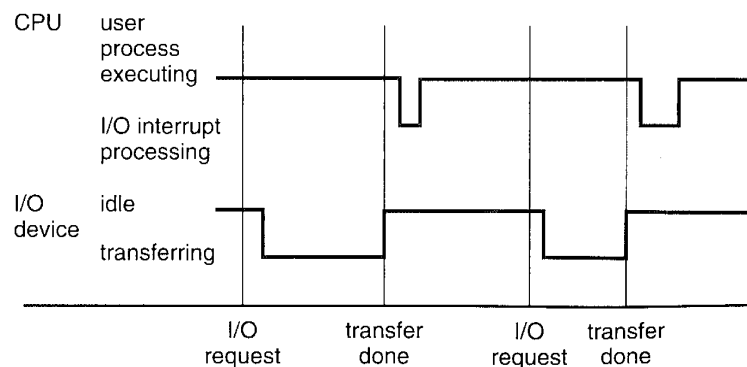 CPU
user
process
executing
I/O interrupt
processing
I/O
device
idle
transferring
I/O
request
transfer
done
I/O
request
transfer
done